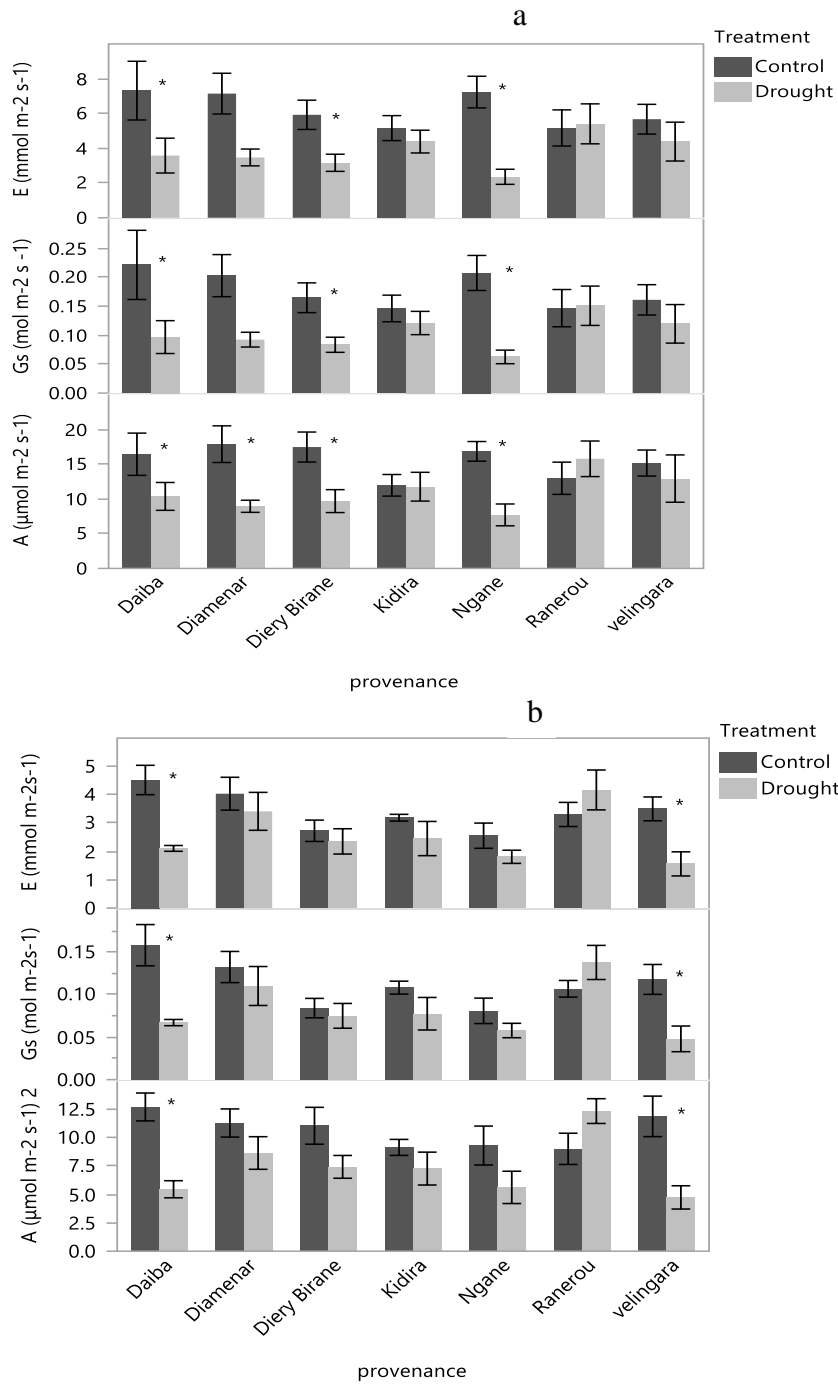 a
Treatment
Control
Drought
E (mmol m-2 s-1)
8
6
4
2
0
*
*
*
Gs (mol m-2 s -1)
0.25
0.20
0.15
0.10
0.05
0.00
*
*
*
A (µmol m-2 s-1)
20
15
10
5
0
*
*
*
*
Daiba
Diamenar
Diery Birane
Kidira
Ngane
Ranerou
velingara
provenance
b
Treatment
Control
Drought
E (mmol m-2s-1)
5
4
3
2
1
0
*
*
Gs (mol m-2s-1)
0.15
0.10
0.05
0.00
*
*
A (µmol m-2 s-1) 2
12.5
10.0
7.5
5.0
2.5
0.0
*
*
Daiba
Diamenar
Diery Birane
Kidira
Ngane
Ranerou
velingara
provenance